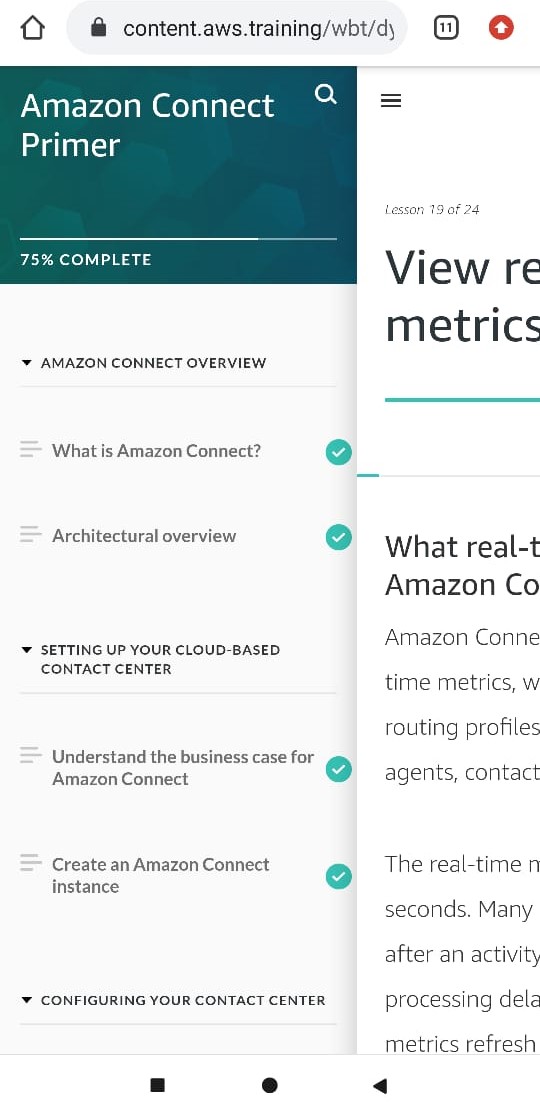 content.aws.training/wbt/dy
11
Amazon Connect
Primer
75% COMPLETE
AMAZON CONNECT OVERVIEW
What is Amazon Connect?
Architectural overview
SETTING UP YOUR CLOUD-BASED
CONTACT CENTER
Understand the business case for
Amazon Connect
Create an Amazon Connect
instance
CONFIGURING YOUR CONTACT CENTER
Lesson 19 of 24
View re
metrics
What real-t
Amazon Co
Amazon Conne
time metrics, w
routing profiles
agents, contact
The real-time m
seconds. Many
after an activity
processing dela
metrics refresh